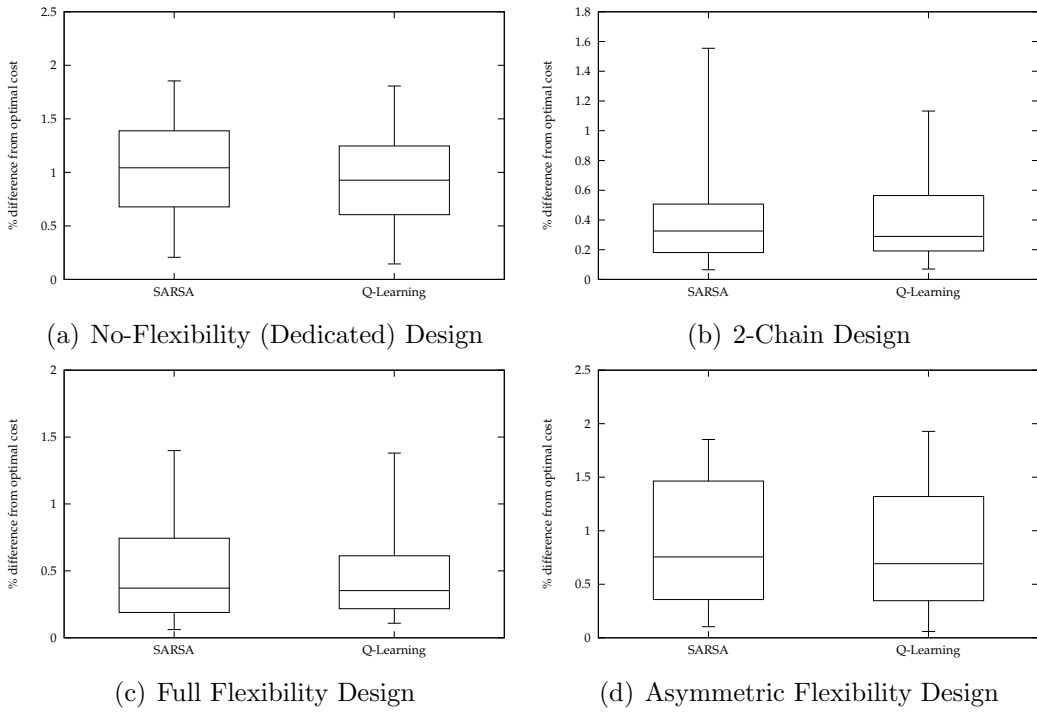 % difference from optimal cost
2.5
2
1.5
1
0.5
0
SARSA
Q-Learning
(a) No-Flexibility (Dedicated) Design
% difference from optimal cost
1.8
1.6
1.4
1.2
1
0.8
0.6
0.4
0.2
0
SARSA
Q-Learning
(b) 2-Chain Design
% difference from optimal cost
2
1.5
1
0.5
0
SARSA
Q-Learning
(c) Full Flexibility Design
% difference from optimal cost
2.5
2
1.5
1
0.5
0
SARSA
Q-Learning
(d) Asymmetric Flexibility Design